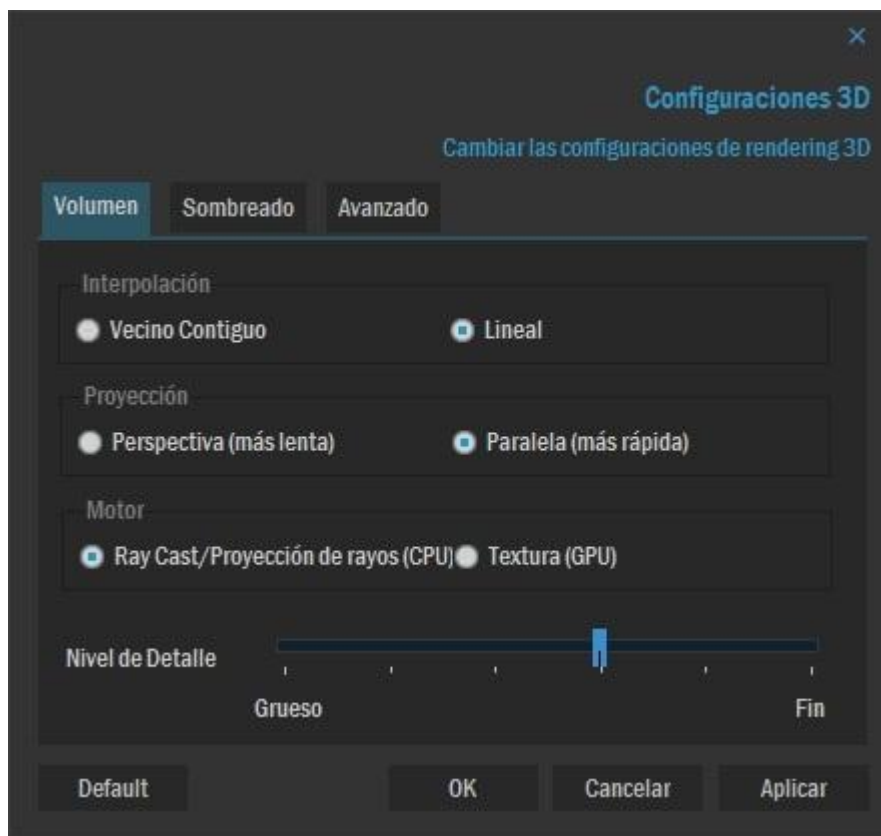 Configuraciones 3D
Cambiar las configuraciones de rendering 3D
Volumen Sombreado Avanzado
Interpolación
Vecino Contiguo Lineal
Proyección
Perspectiva (más lenta) Paralela (más rápida)
Motor
Ray Cast/Proyección de rayos (CPU) Textura (GPU)
Nivel de Detalle
Grueso Fin
Default OK Cancelar Aplicar